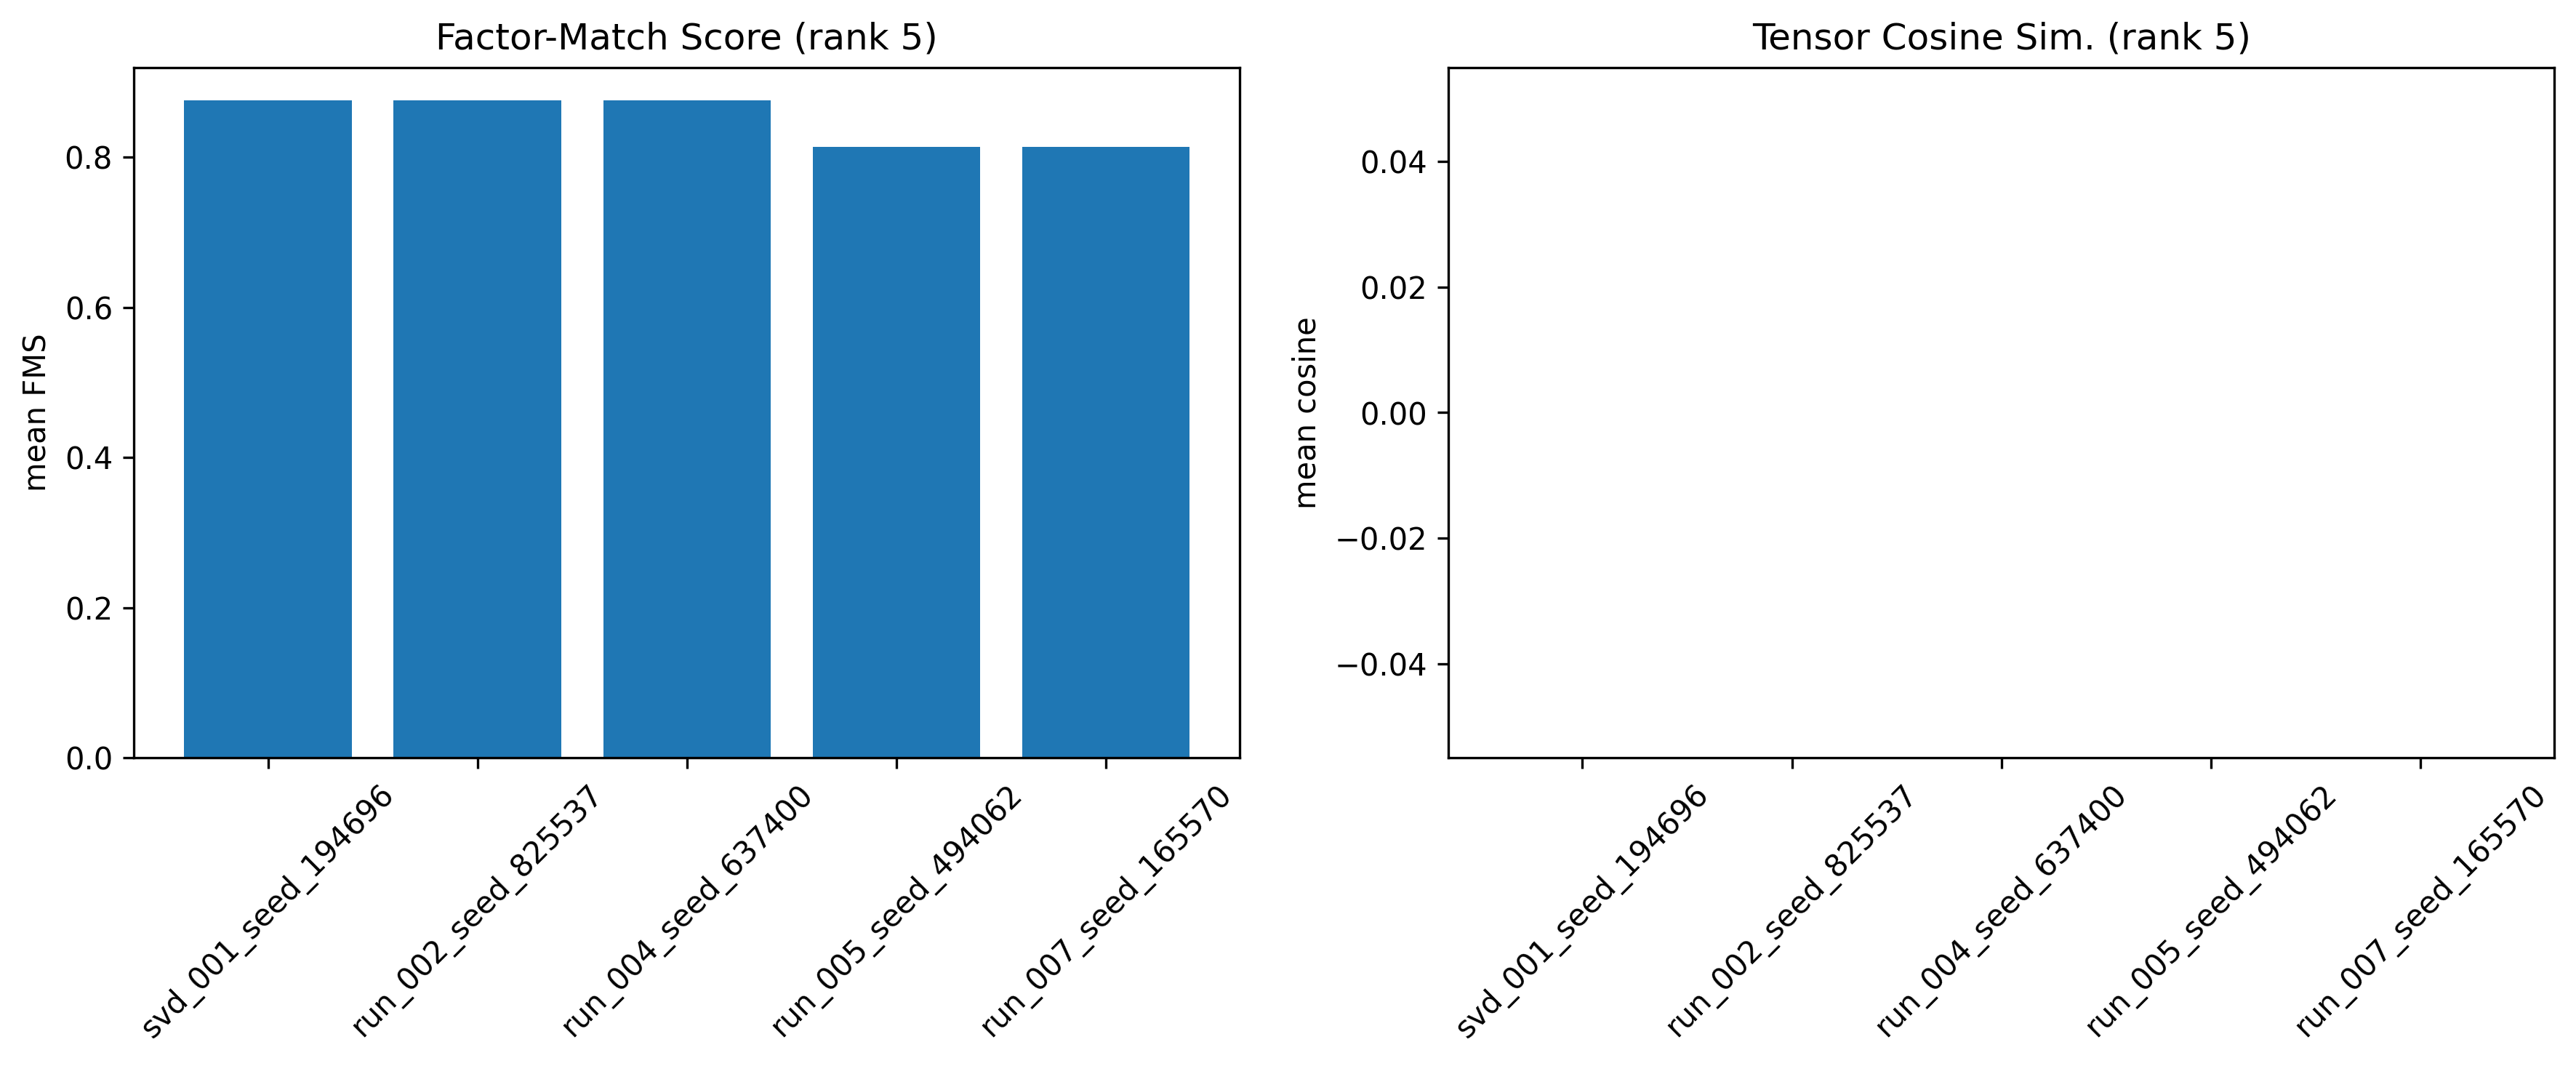 Factor-Match Score (rank 5)
mean FMS
0.8
0.6
0.4
0.2
0.0
svd_001_seed_194696
run_002_seed_825537
run_004_seed_637400
run_005_seed_494062
run_007_seed_165570
Tensor Cosine Sim. (rank 5)
mean cosine
0.04
0.02
0.00
−0.02
−0.04
svd_001_seed_194696
run_002_seed_825537
run_004_seed_637400
run_005_seed_494062
run_007_seed_165570